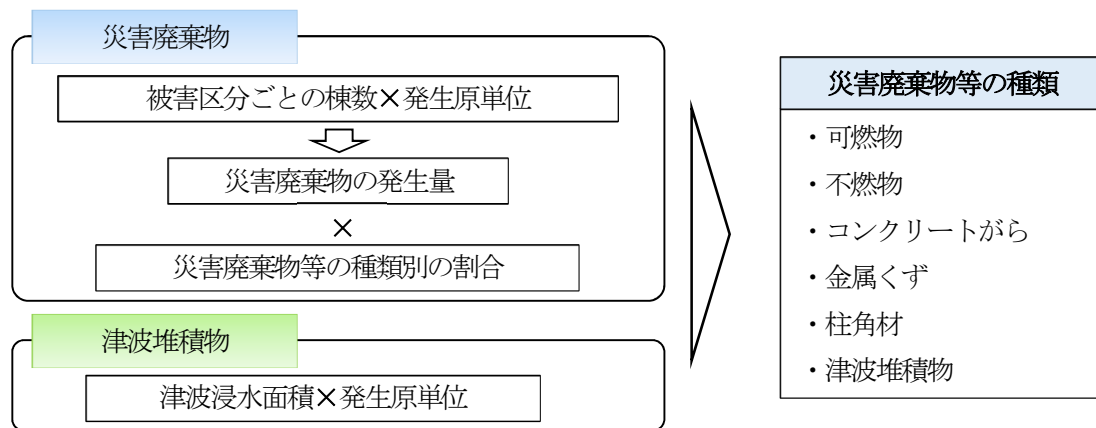 災害廃棄物
被害区分ごとの棟数×発生原単位
災害廃棄物の発生量
×
災害廃棄物等の種類別の割合
津波堆積物
津波浸水面積×発生原単位
災害廃棄物等の種類
・可燃物
・不燃物
・コンクリートがら
・金属くず
・柱角材
・津波堆積物